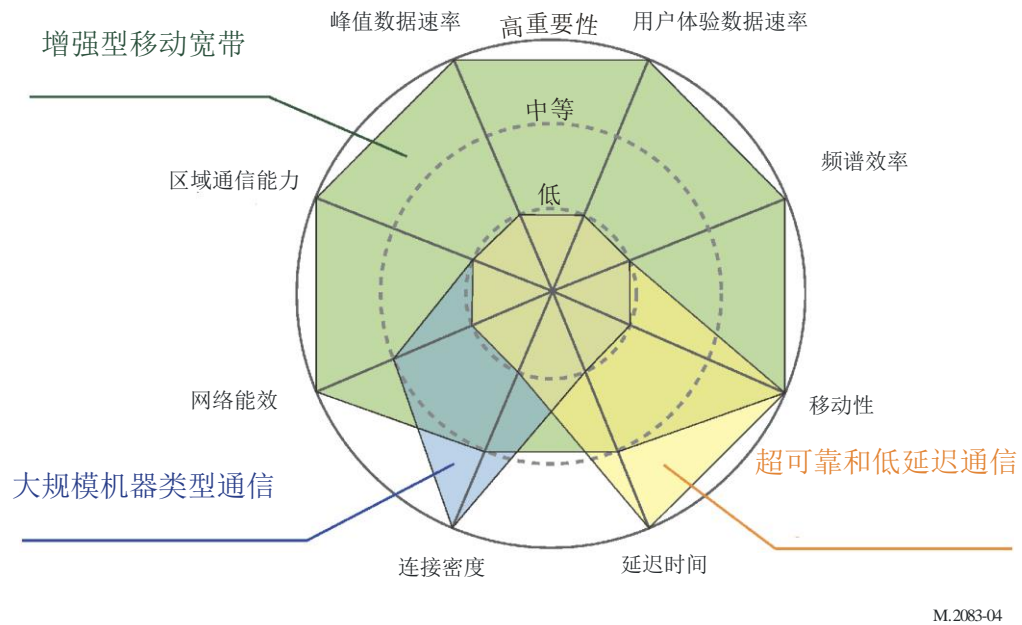 峰值数据速率
高重要性
用户体验数据速率
增强型移动宽带
中等
频谱效率
区域通信能力
低
网络能效
移动性
超可靠和低延迟通信
大规模机器类型通信
连接密度
延迟时间
M.2083-04